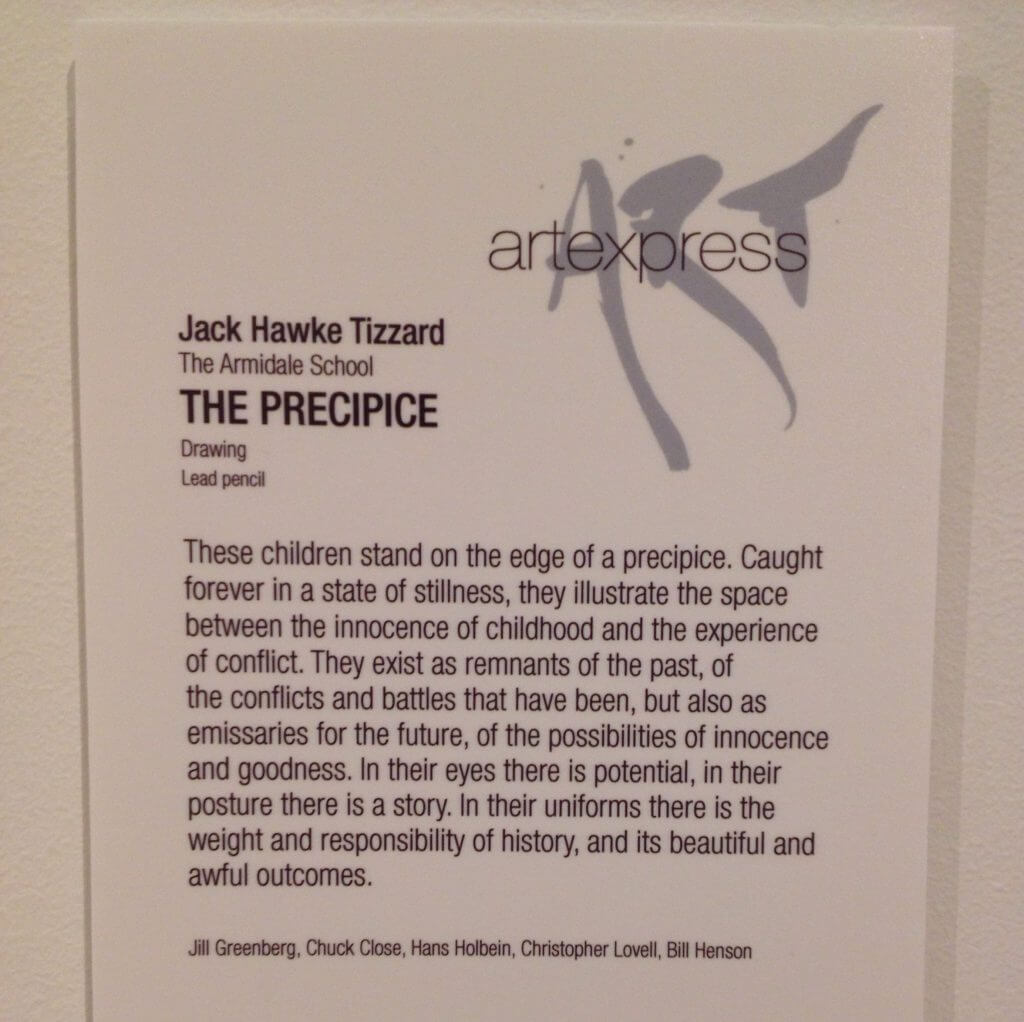 ART
artexpress
Jack Hawke Tizzard
The Armidale School
THE PRECIPICE
Drawing
Lead pencil
These children stand on the edge of a precipice. Caught
forever in a state of stillness, they illustrate the space
between the innocence of childhood and the experience
of conflict. They exist as remnants of the past, of
the conflicts and battles that have been, but also as
emissaries for the future, of the possibilities of innocence
and goodness. In their eyes there is potential, in their
posture there is a story. In their uniforms there is the
weight and responsibility of history, and its beautiful and
awful outcomes.
Jill Greenberg, Chuck Close, Hans Holbein, Christopher Lovell, Bill Henson